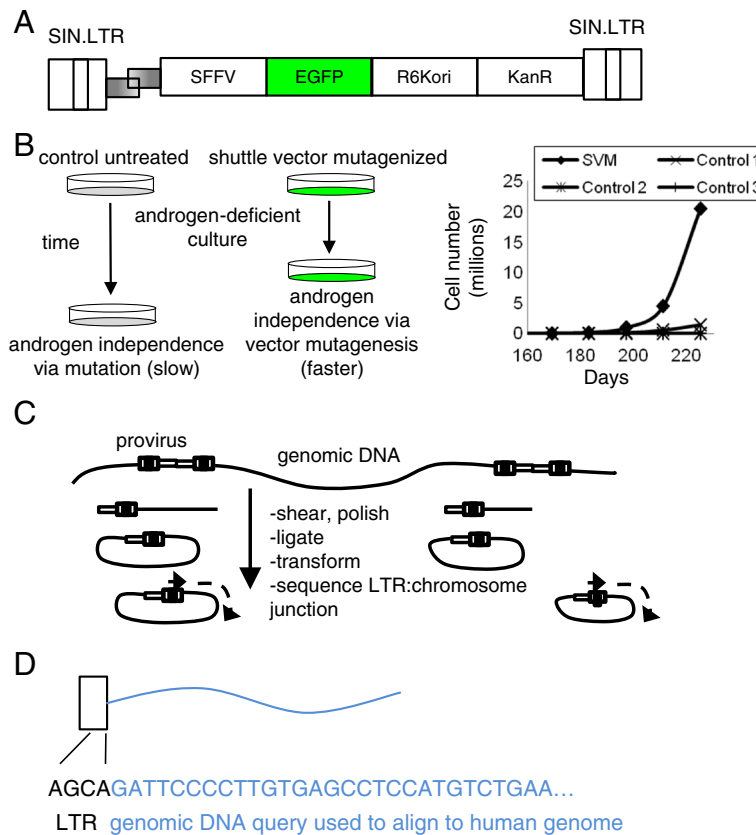 A
SIN.LTR
SIN.LTR
SFFV
EGFP
R6Kori
KanR
B
control untreated
shuttle vector mutagenized
time
androgen-deficient
culture
androgen independence
via mutation (slow)
androgen
independence via
vector mutagenesis
(faster)
SVM
Control 1
Control 2
Control 3
Cell number
(millions)
25
20
15
10
5
0
160
180
200
220
Days
C
provirus
genomic DNA
-shear, polish
-ligate
-transform
-sequence LTR:chromosome
junction
D
AGCAGATTCCCCTTGTGAGCCTCCATGTCTGAA…
LTR genomic DNA query used to align to human genome